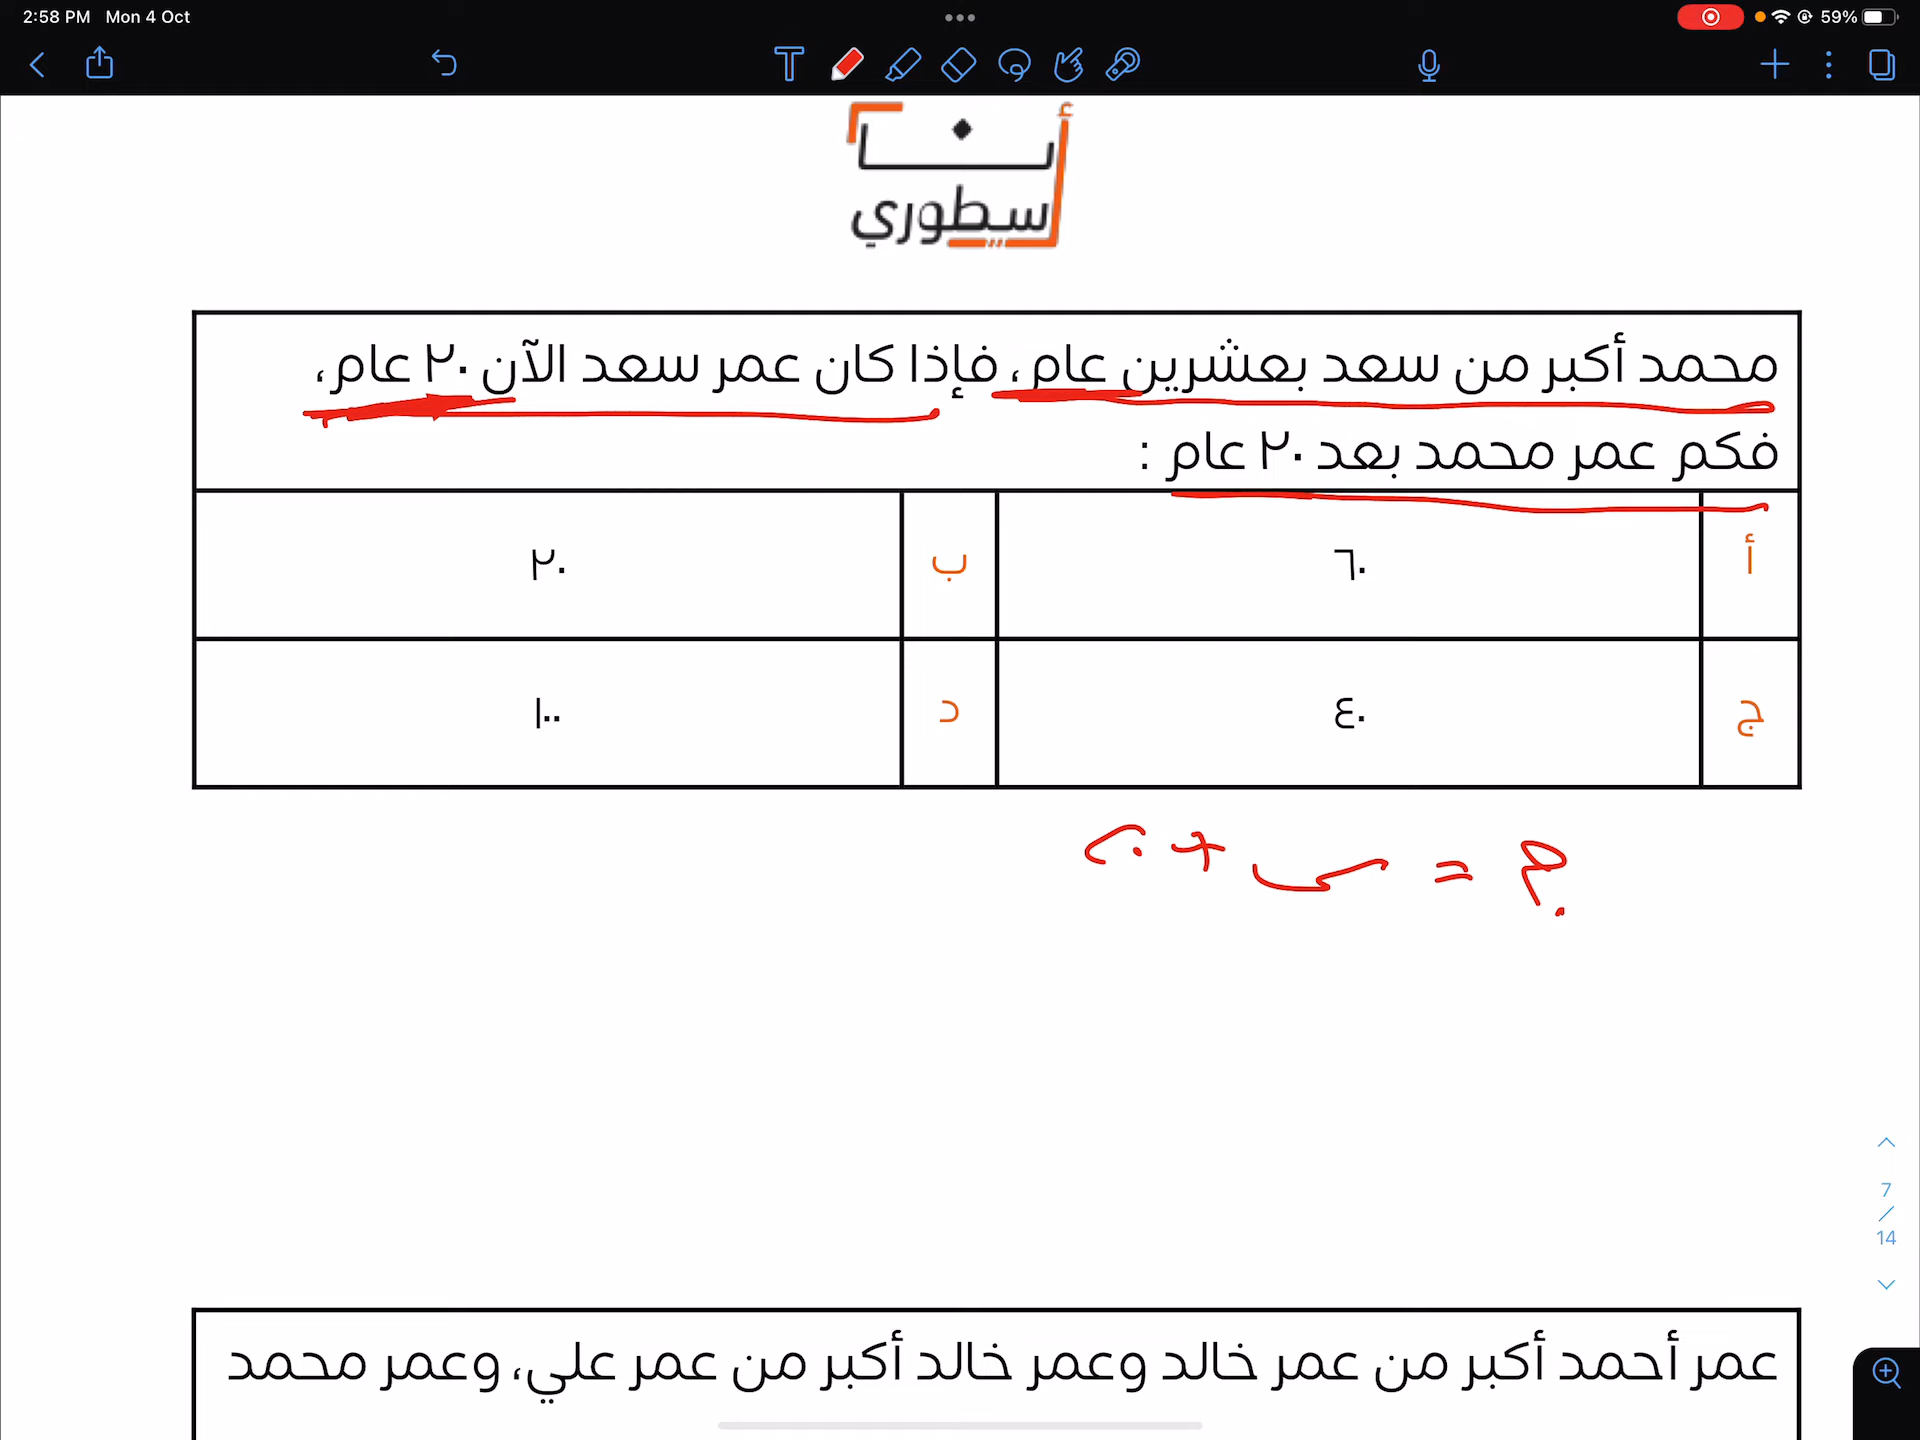 2:58 PM Mon 4 Oct
59%
أنا
أسطوري
محمد أكبر من سعد بعشرين عام، فإذا كان عمر سعد الآن ٢٠ عام،
فكم عمر محمد بعد ٢٠ عام :
أ ٦٠ ب ٢٠
ج ٤٠ د ١٠٠
م = س + ٢٠
7
/
14
عمر أحمد أكبر من عمر خالد وعمر خالد أكبر من عمر علي، وعمر محمد